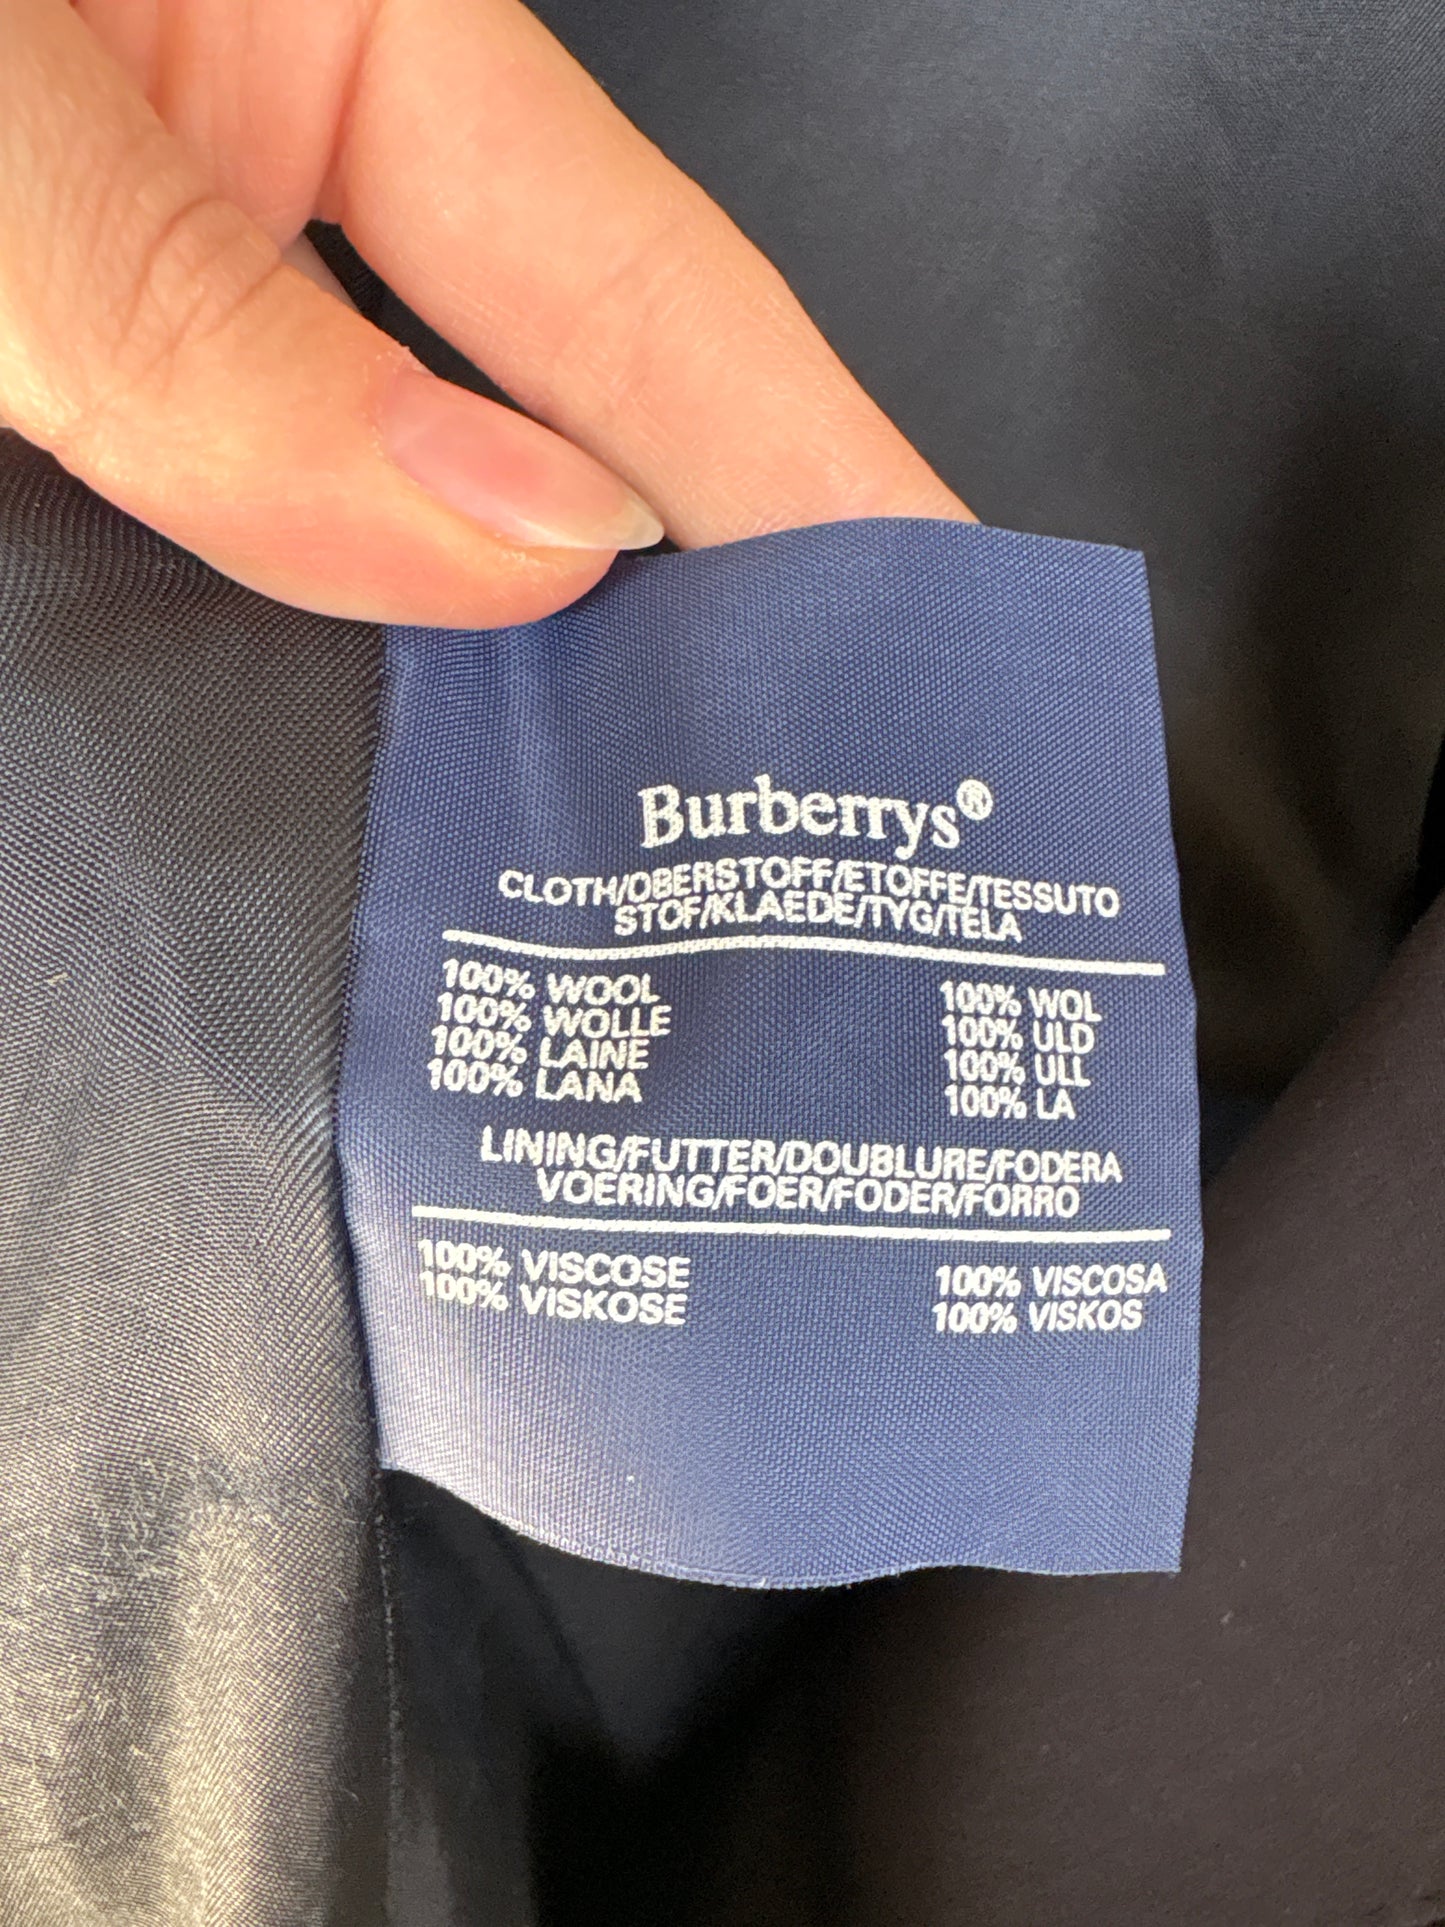 Burberrys®
CLOTH/OBERSTOFF/ETOFFE/TESSUTO
STOF/KLAEDE/TYG/TELA
100% WOOL 100% WOL
100% WOLLE 100% ULD
100% LAINE 100% ULL
100% LANA 100% LA
LINING/FUTTER/DOUBLURE/FODERA
VOERING/FOER/FODER/FORRO
100% VISCOSE 100% VISCOSA
100% VISKOSE 100% VISKOS